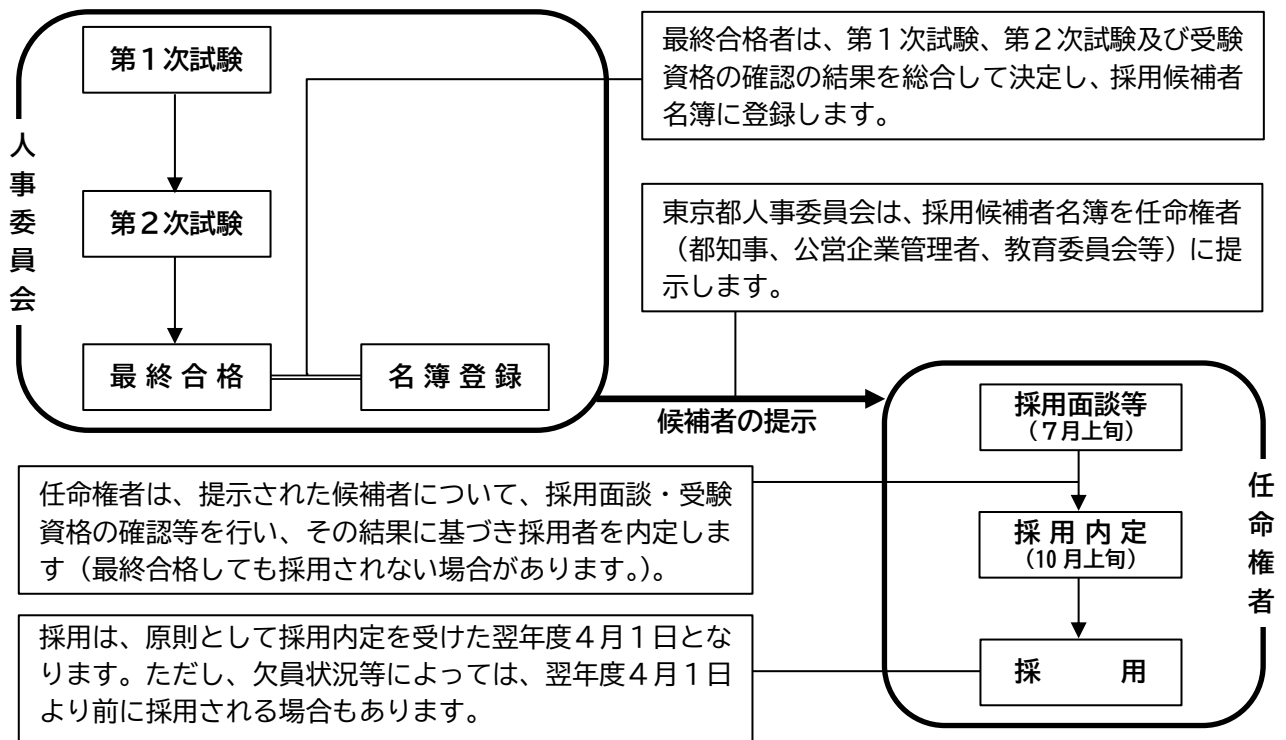 人事委員会
第１次試験
第２次試験
最終合格
名簿登録
最終合格者は、第１次試験、第２次試験及び受験
資格の確認の結果を総合して決定し、採用候補者
名簿に登録します。
東京都人事委員会は、採用候補者名簿を任命権者
（都知事、公営企業管理者、教育委員会等）に提
示します。
候補者の提示
任命権者
採用面談等
（７月上旬）
採用内定
（10月上旬）
採　　用
任命権者は、提示された候補者について、採用面談・受験
資格の確認等を行い、その結果に基づき採用者を内定しま
す（最終合格しても採用されない場合があります。）。
採用は、原則として採用内定を受けた翌年度４月１日とな
ります。ただし、欠員状況等によっては、翌年度４月１日
より前に採用される場合もあります。